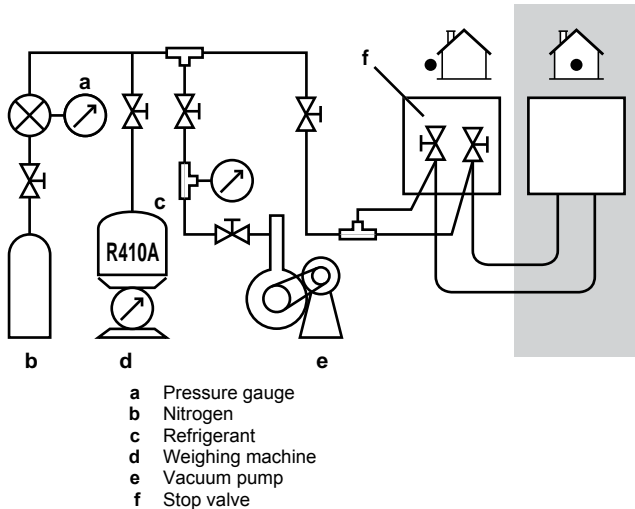 f
a
c
R410A
b
d
e
a Pressure gauge
b Nitrogen
c Refrigerant
d Weighing machine
e Vacuum pump
f Stop valve